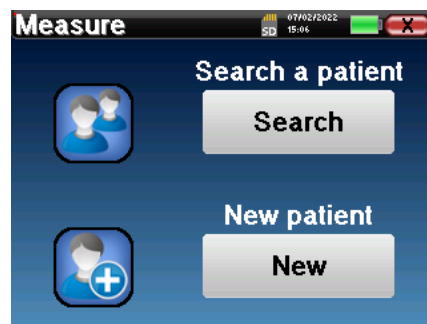 Measure
SD
07/02/2022
15:06
X
Search a patient
Search
New patient
New